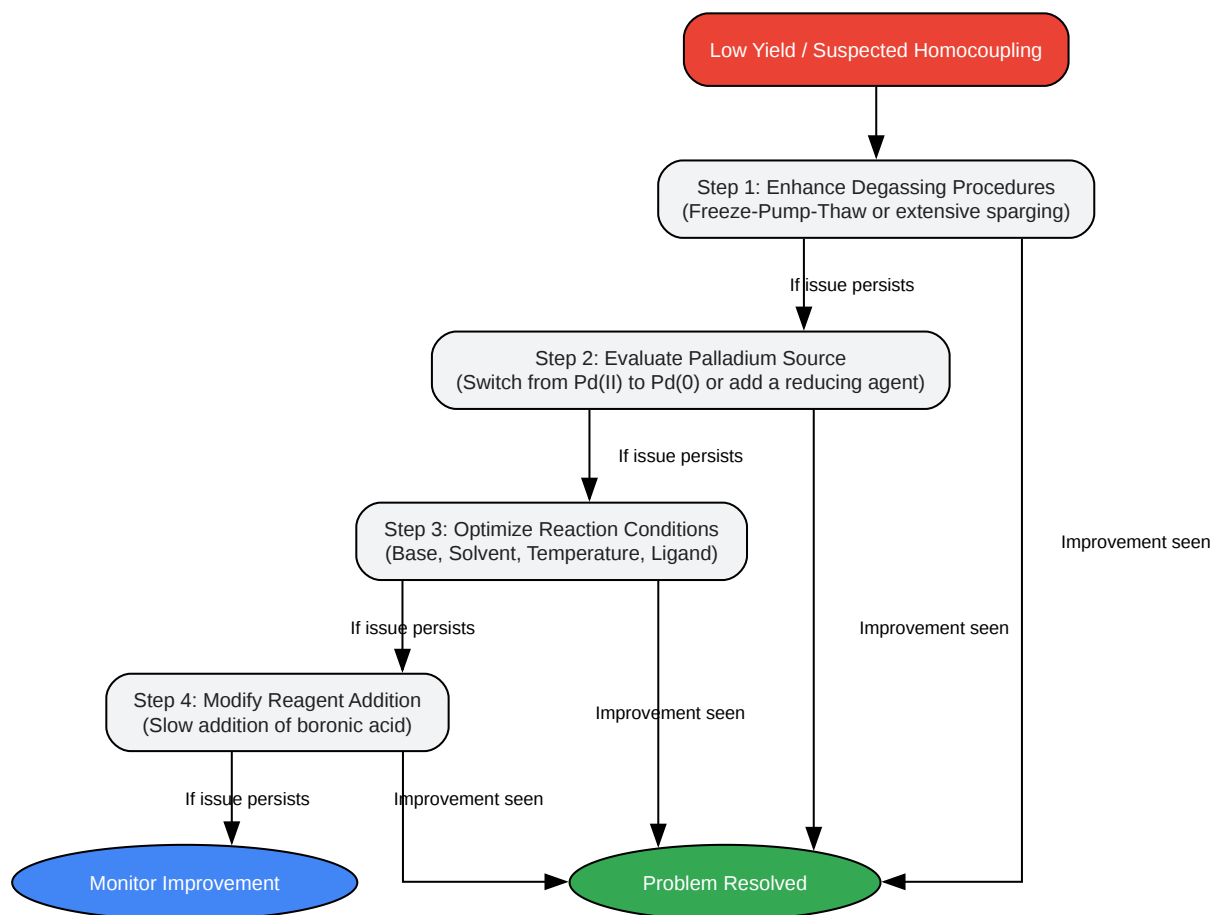 Low Yield / Suspected Homocoupling
Step 1: Enhance Degassing Procedures
(Freeze-Pump-Thaw or extensive sparging)
If issue persists
Step 2: Evaluate Palladium Source
(Switch from Pd(II) to Pd(0) or add a reducing agent)
If issue persists
Step 3: Optimize Reaction Conditions
(Base, Solvent, Temperature, Ligand)
Improvement seen
If issue persists
Improvement seen
Step 4: Modify Reagent Addition
(Slow addition of boronic acid)
Improvement seen
If issue persists
Improvement seen
Monitor Improvement
Problem Resolved